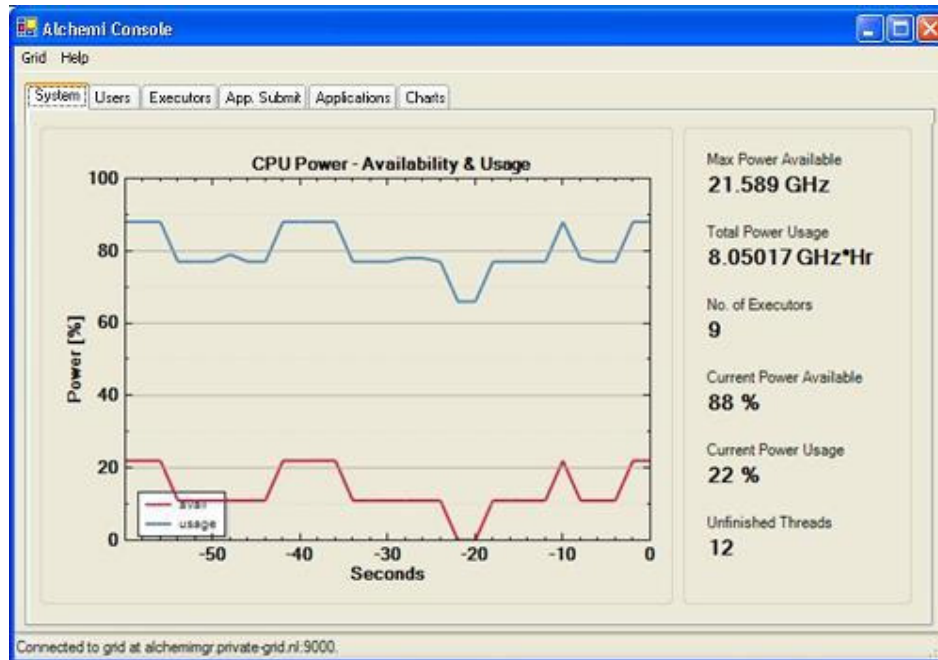 Alchemi Console
Grid Help
System Users Executors App. Submit Applications Charts
CPU Power - Availability & Usage
100
80
60
40
20
0
Power [%]
avail
usage
-50 -40 -30 -20 -10 0
Seconds
Max Power Available
21.589 GHz
Total Power Usage
8.05017 GHz*Hr
No. of Executors
9
Current Power Available
88 %
Current Power Usage
22 %
Unfinished Threads
12
Connected to grid at alchemimgr.private-grid.nl:9000.